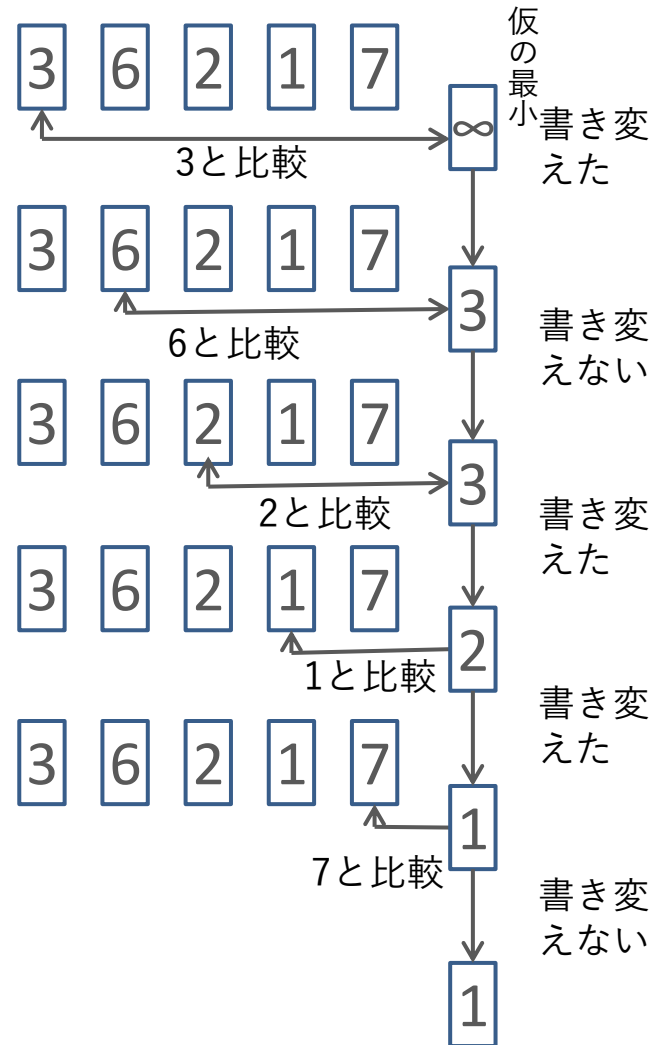 3 6 2 1 7
仮の最小
∞
書き変
えた
3と比較
3 6 2 1 7
3
6と比較
書き変
えない
3 6 2 1 7
3
2と比較
書き変
えた
3 6 2 1 7
2
1と比較
書き変
えた
3 6 2 1 7
1
7と比較
書き変
えない
1